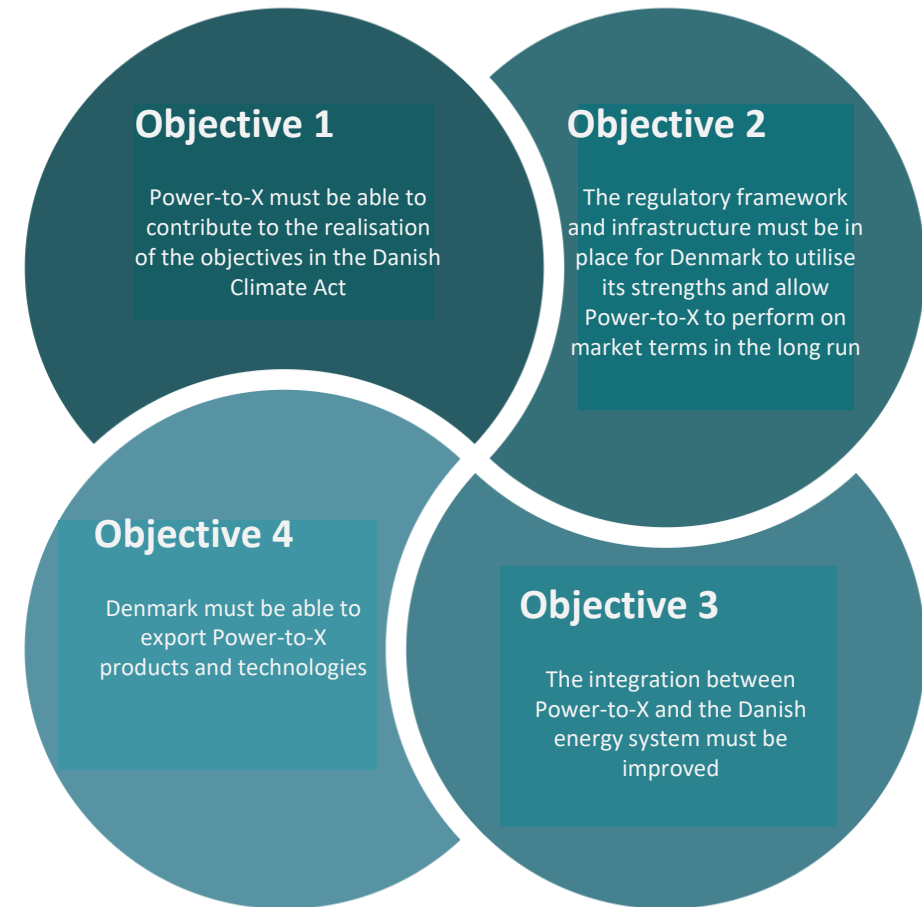 Objective 1
Power-to-X must be able to
contribute to the realisation
of the objectives in the Danish
Climate Act
Objective 2
The regulatory framework
and infrastructure must be in
place for Denmark to utilise
its strengths and allow
Power-to-X to perform on
market terms in the long run
Objective 4
Denmark must be able to
export Power-to-X
products and technologies
Objective 3
The integration between
Power-to-X and the Danish
energy system must be
improved